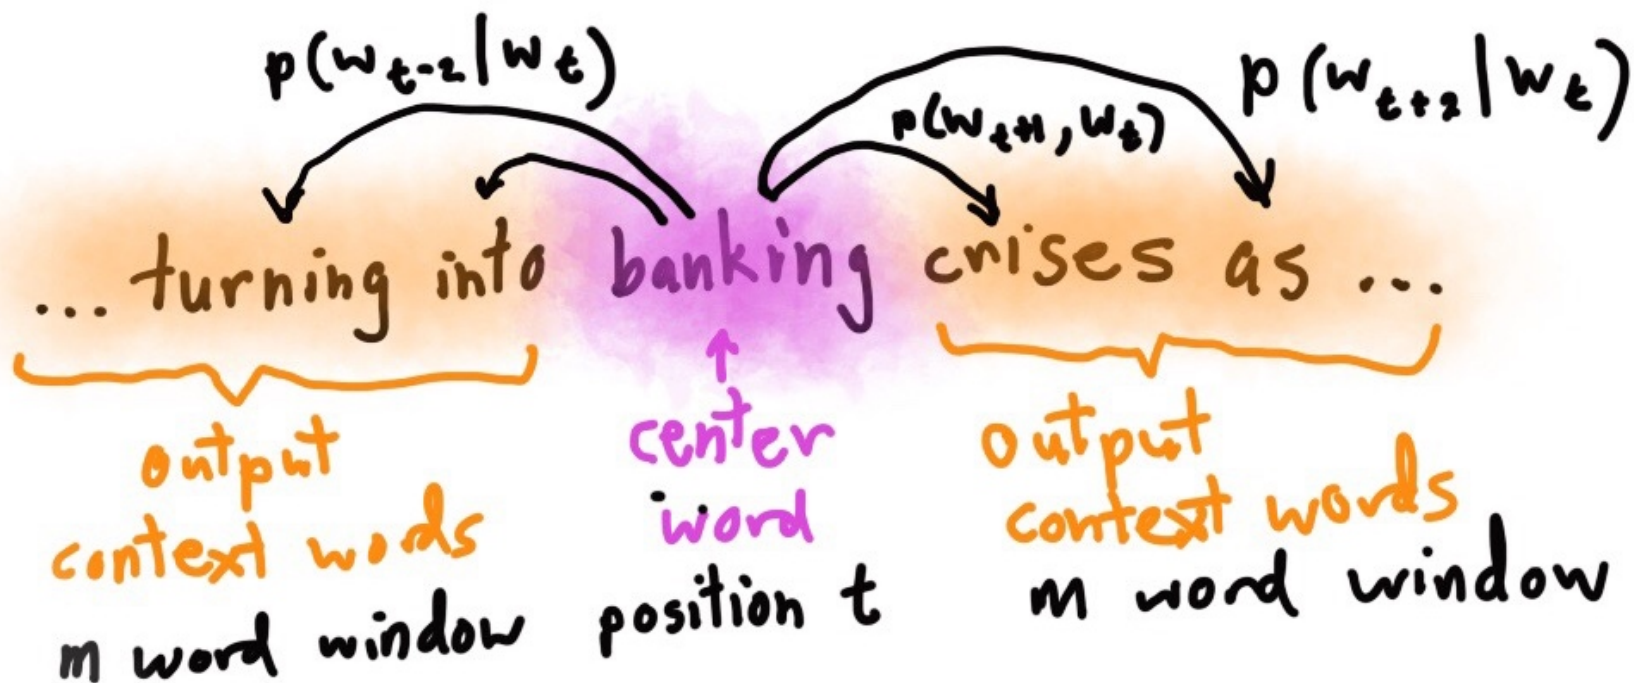 p(w_{t-2}|w_t)
p(w_{t+1}, w_t)
p(w_{t+2}|w_t)
... turning into banking crises as ...
output
context words
m word window
center
word
position t
output
context words
m word window